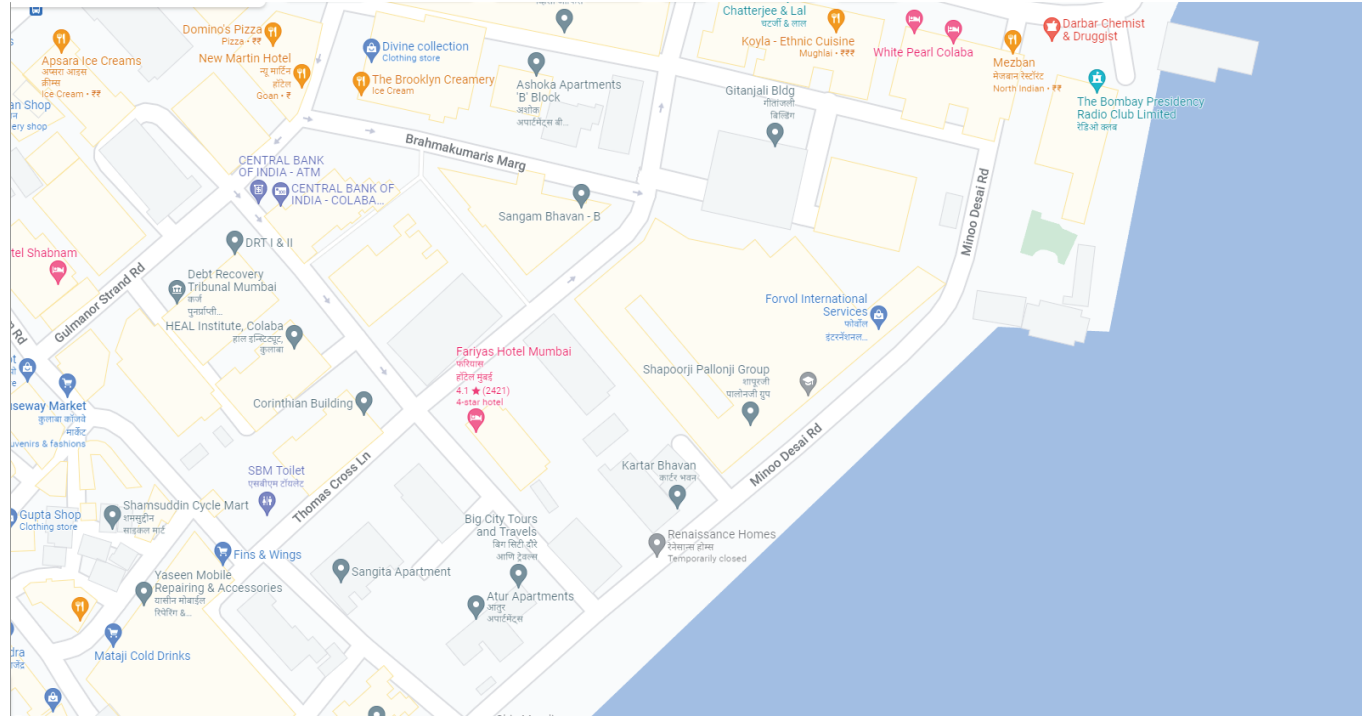 Domino's Pizza
Pizza • ₹₹
New Martin Hotel
न्यू मार्टिन
हॉटेल
Goan • ₹
Apsara Ice Creams
अप्सरा आइस
क्रीम्स
Ice Cream • ₹₹
an Shop
ery shop
Divine collection
Clothing store
The Brooklyn Creamery
Ice Cream
Ashoka Apartments
'B' Block
अशोक
अपार्टमेंट्स बी...
Chatterjee & Lal
चटर्जी & लाल
Koyla - Ethnic Cuisine
Mughlai • ₹₹₹
White Pearl Colaba
Mezban
मेजबान रेस्टोरंट
North Indian • ₹₹
Darbar Chemist
& Druggist
The Bombay Presidency
Radio Club Limited
रेडिओ क्लब
Gitanjali Bldg
गीतांजली
बिल्डिंग
Brahmakumaris Marg
CENTRAL BANK
OF INDIA - ATM
CENTRAL BANK OF
INDIA - COLABA...
Sangam Bhavan - B
Minoo Desai Rd
DRT I & II
tel Shabnam
Debt Recovery
Tribunal Mumbai
कर्ज
पुनर्प्राप्ती...
Gulmanor Strand Rd
HEAL Institute, Colaba
हाल इन्स्टिट्यूट,
कुलाबा
Forvol International
Services
फोर्वोल
इंटरनॅशनल...
Rd
Fariyas Hotel Mumbai
फरियास
हॉटेल मुंबई
4.1 ★ (2421)
4-star hotel
Shapoorji Pallonji Group
शापूरजी
पालोनजी ग्रुप
Corinthian Building
useway Market
कुलाबा कॉजवे
मार्केट
uvenirs & fashions
Minoo Desai Rd
SBM Toilet
एसबीएम टॉयलेट
Thomas Cross Ln
Kartar Bhavan
कार्टर भवन
Gupta Shop
Clothing store
Shamsuddin Cycle Mart
शमसुद्दीन
साइकल मार्ट
Big City Tours
and Travels
बिग सिटी टूरे
आणि ट्रेवल्स
Renaissance Homes
रेनेसान्स होम्स
Temporarily closed
Fins & Wings
Sangita Apartment
Yaseen Mobile
Repairing & Accessories
यासीन मोबाईल
रिपेरिंग &...
Atur Apartments
आतुर
अपार्टमेंट्स
Mataji Cold Drinks
dra